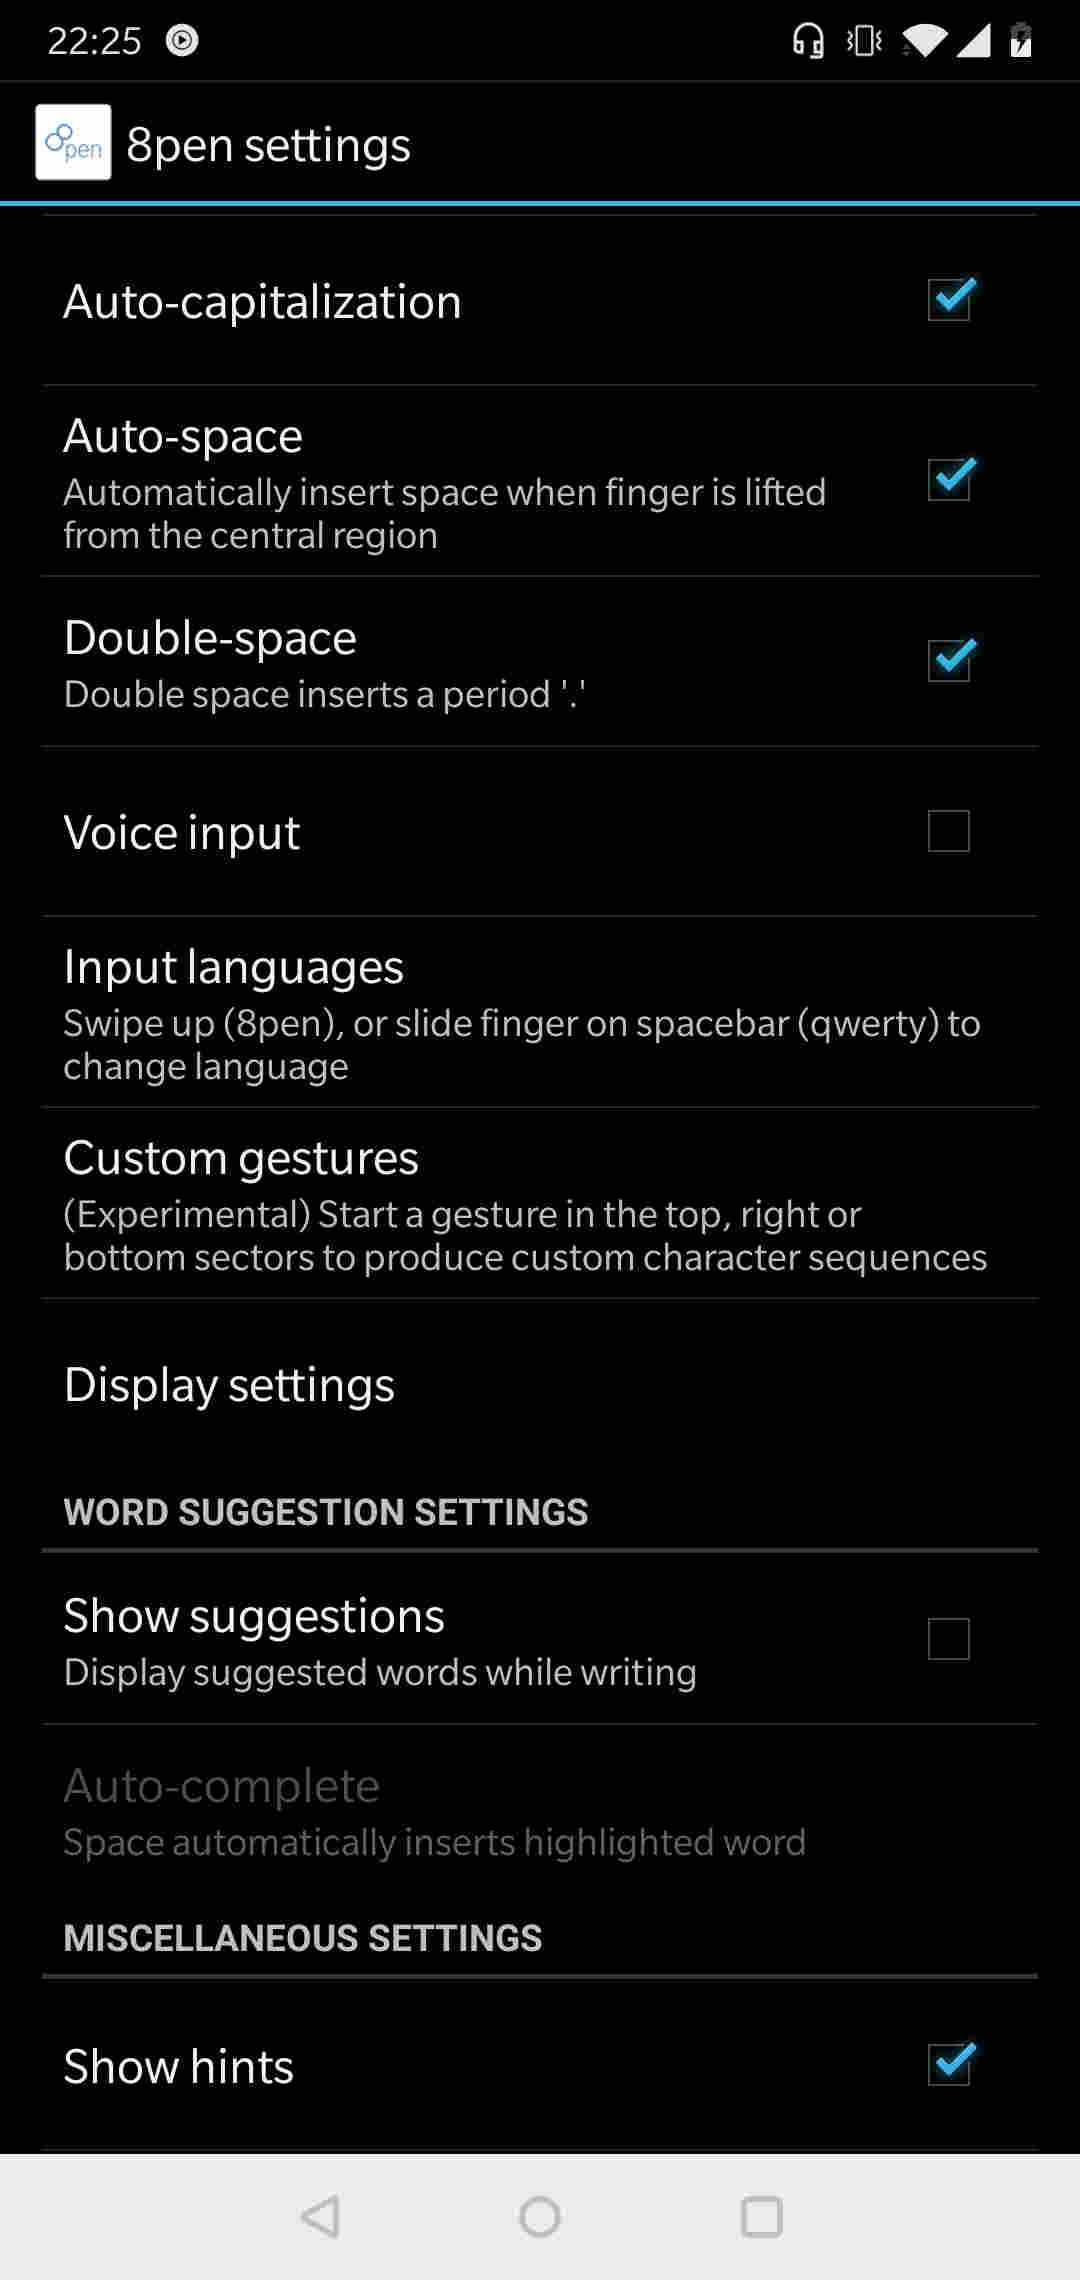 22:25
8pen 8pen settings
Auto-capitalization
Auto-space
Automatically insert space when finger is lifted
from the central region
Double-space
Double space inserts a period '.'
Voice input
Input languages
Swipe up (8pen), or slide finger on spacebar (qwerty) to
change language
Custom gestures
(Experimental) Start a gesture in the top, right or
bottom sectors to produce custom character sequences
Display settings
WORD SUGGESTION SETTINGS
Show suggestions
Display suggested words while writing
Auto-complete
Space automatically inserts highlighted word
MISCELLANEOUS SETTINGS
Show hints